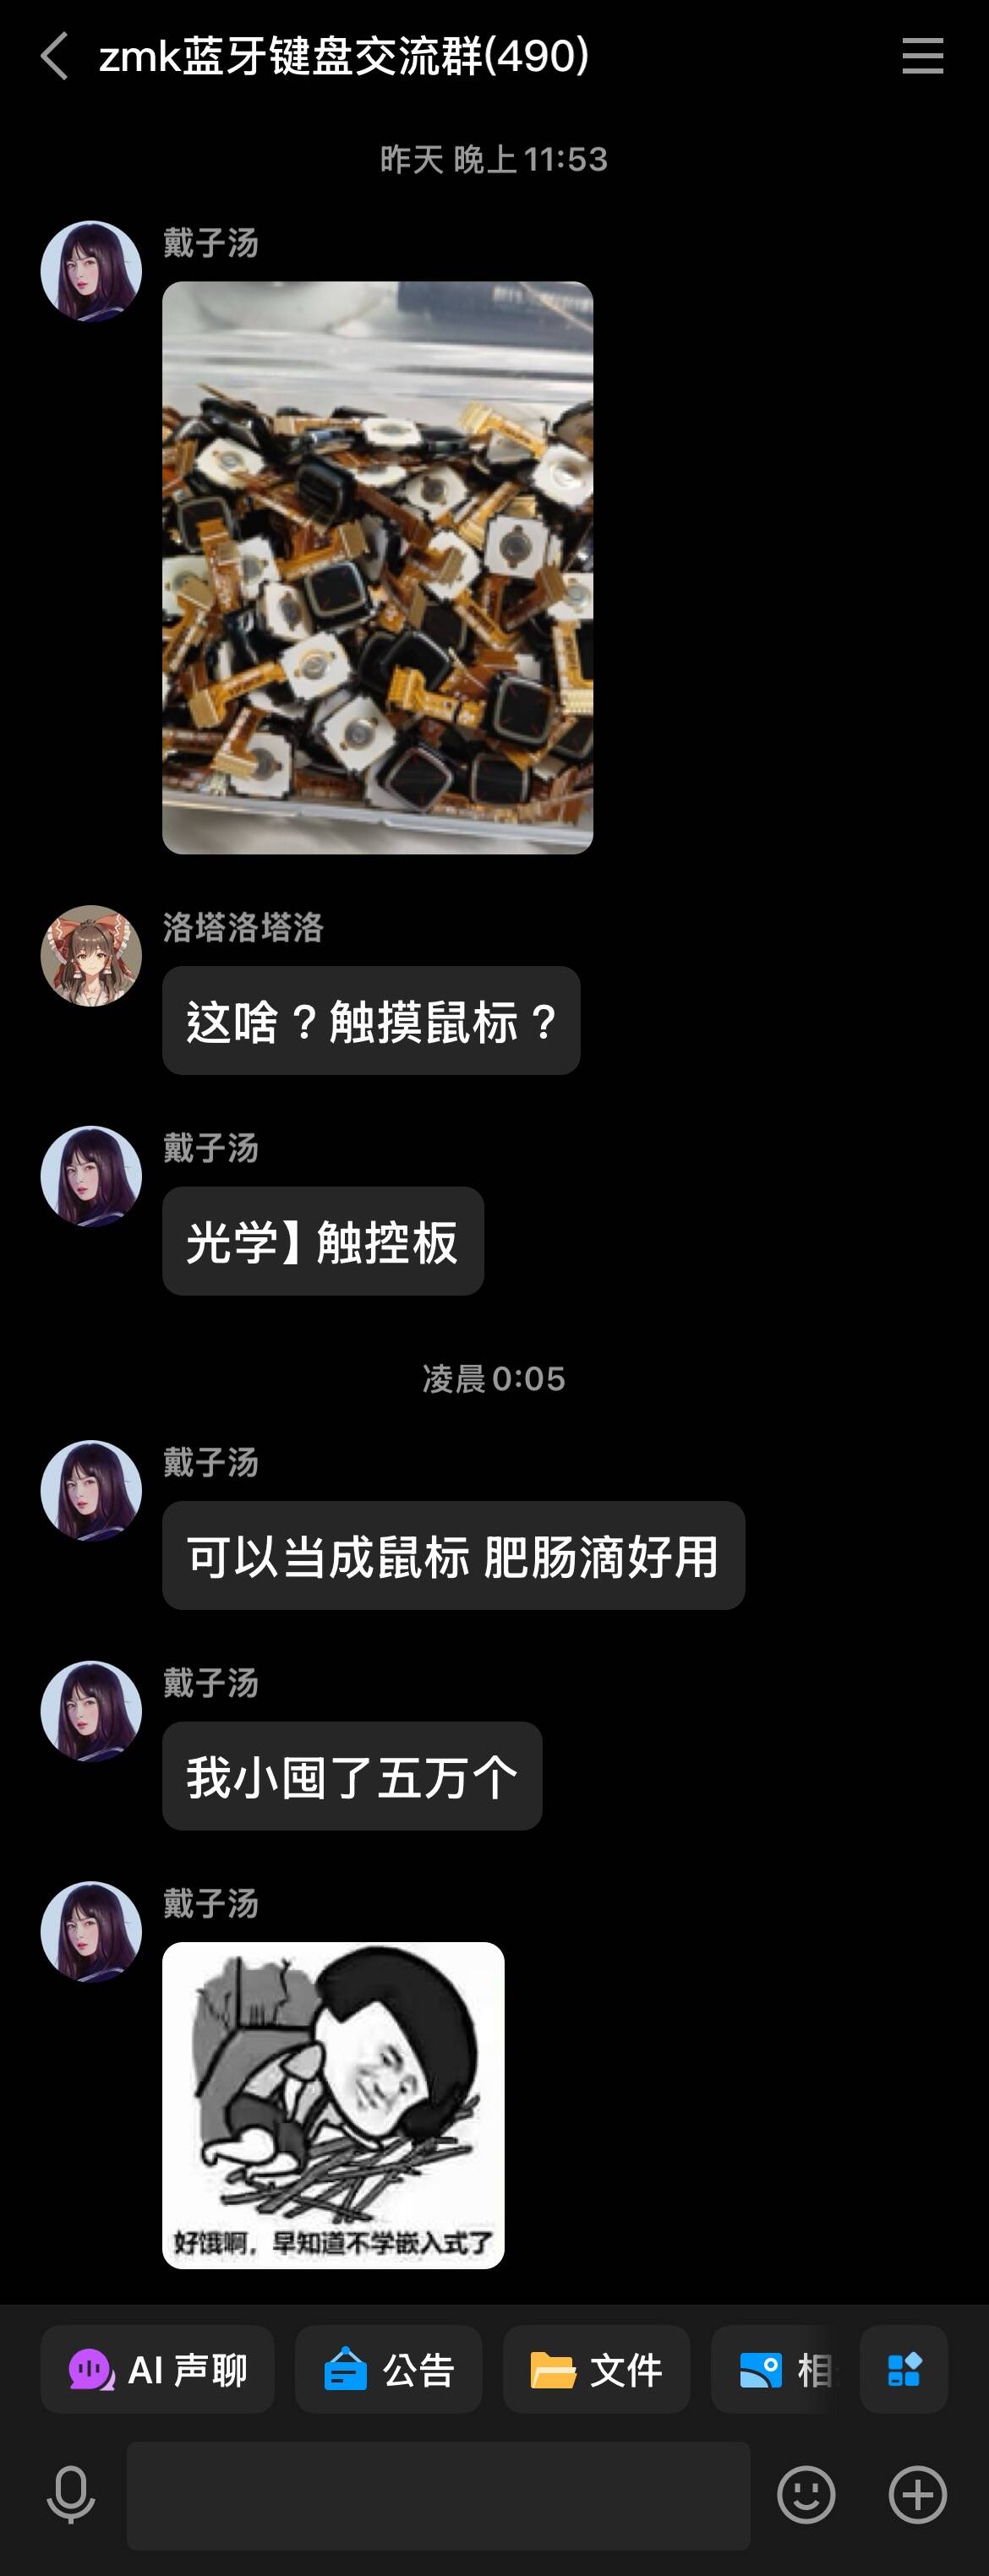 zmk蓝牙键盘交流群(490)
昨天 晚上 11:53
戴子汤
洛塔洛塔洛
这啥？触摸鼠标？
戴子汤
光学】触控板
凌晨 0:05
戴子汤
可以当成鼠标 肥肠滴好用
戴子汤
我小囤了五万个
戴子汤
好饿啊，早知道不学嵌入式了
AI 声聊
公告
文件
相